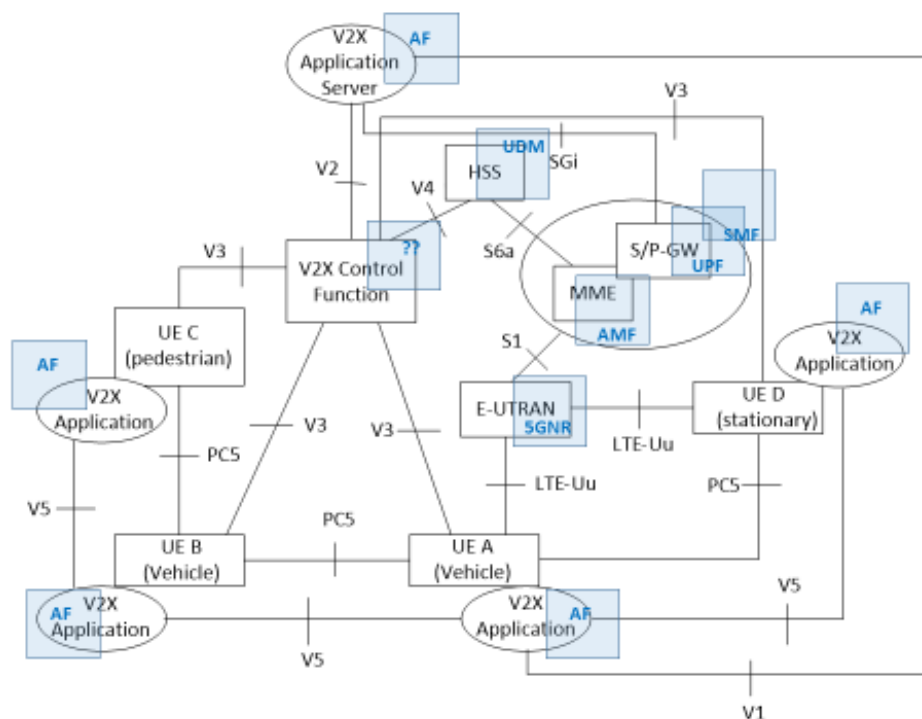 V2X
Application
Server
AF
V3
UDM
HSS
SGi
V2
V4
SMF
S/P-GW
UPF
??
V2X Control
Function
V3
S6a
MME
AMF
AF
V2X
Application
UE C
(pedestrian)
AF
V2X
Application
S1
E-UTRAN
5GNR
LTE-Uu
UE D
(stationary)
V3
V3
PC5
LTE-Uu
PC5
V5
PC5
UE B
(Vehicle)
UE A
(Vehicle)
V5
AF
V2X
Application
V2X
Application
AF
V5
V1